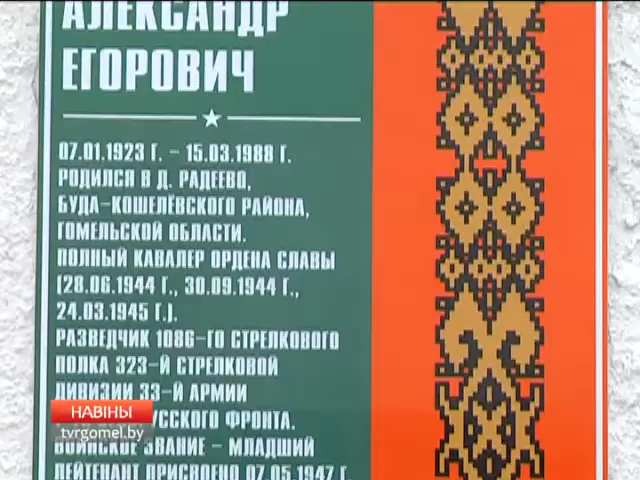 АЛЕКСАНДР
ЕГОРОВИЧ
07.01.1923 Г. – 15.03.1988 Г.
РОДИЛСЯ В Д. РАДЕЕВО,
БУДА-КОШЕЛЁВСКОГО РАЙОНА,
ГОМЕЛЬСКОЙ ОБЛАСТИ.
ПОЛНЫЙ КАВАЛЕР ОРДЕНА СЛАВЫ
(28.06.1944 Г., 30.09.1944 Г.,
24.03.1945 Г.).
РАЗВЕДЧИК 1086-ГО СТРЕЛКОВОГО
ПОЛКА 323-Й СТРЕЛКОВОЙ
ДИВИЗИИ 33-Й АРМИИ
ФРОНТА.
ВОИНСКОЕ ЗВАНИЕ – МЛАДШИЙ
ЛЕЙТЕНАНТ ПРИСВОЕНО 07.05.1947 Г.
НАВІНЫ
tvrgomel.by